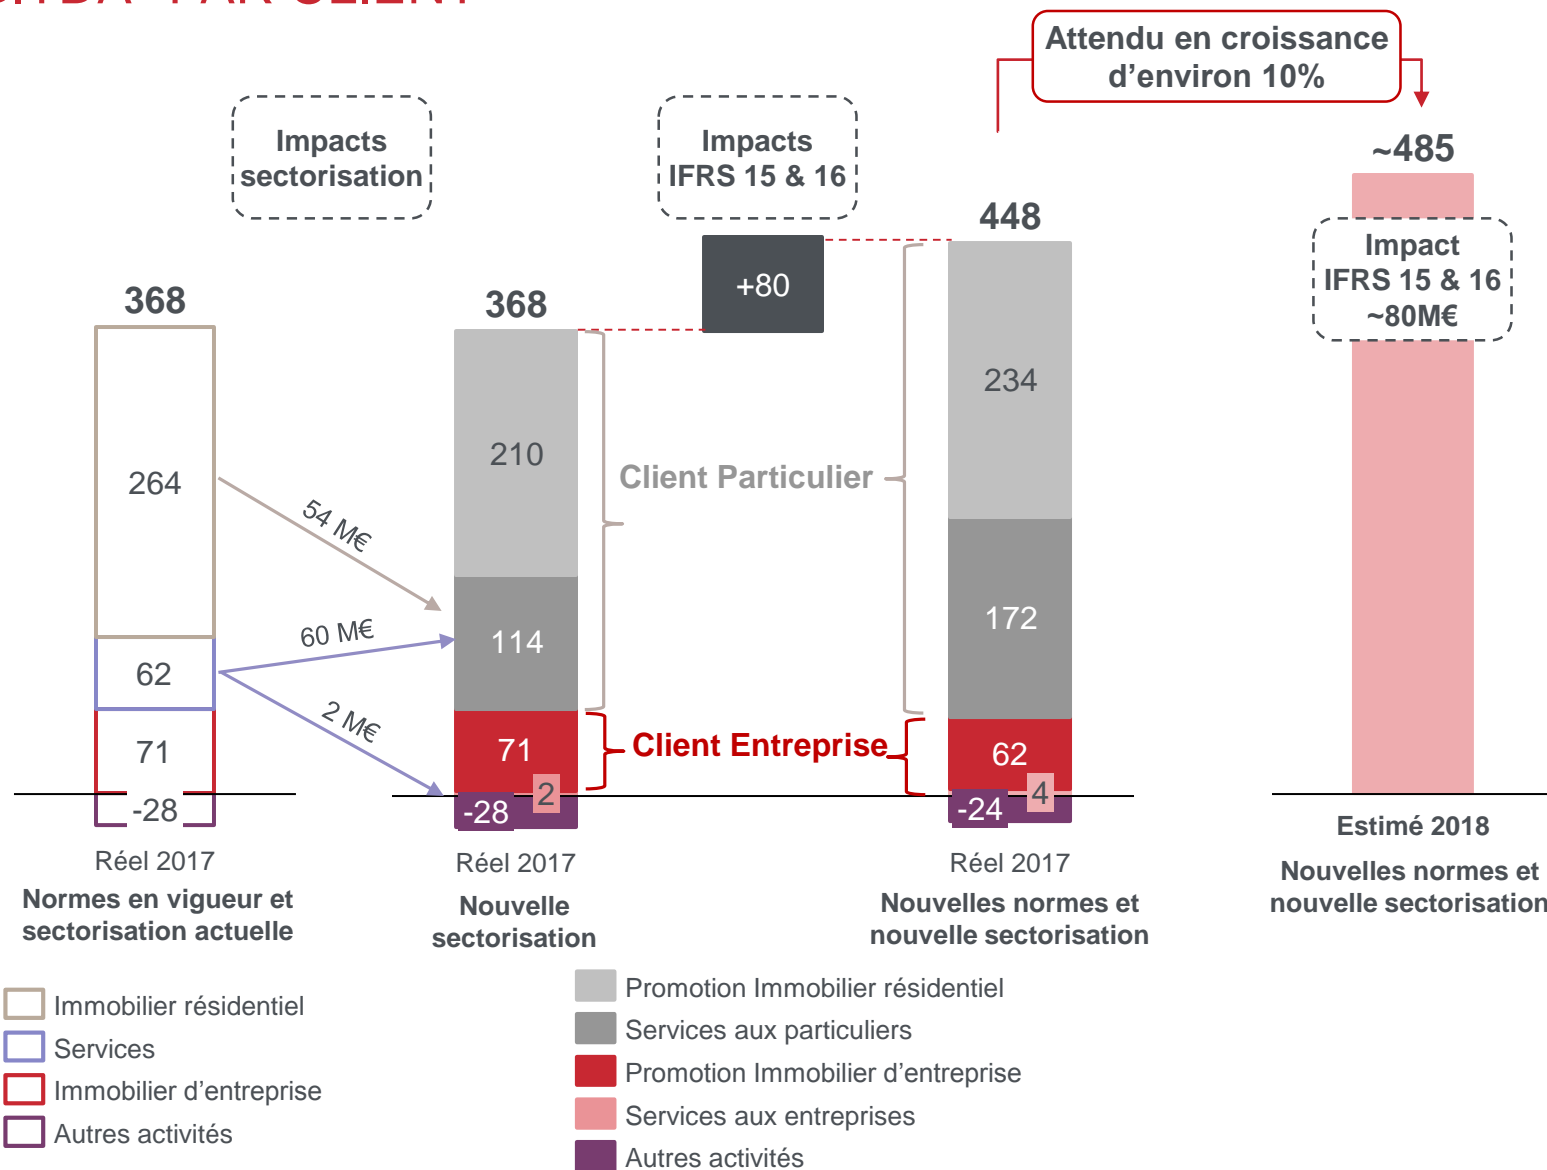 PAR CLIENT
Attendu en croissance
d’environ 10%
Impacts
sectorisation
Impacts
IFRS 15 & 16
~485
448
Impact
IFRS 15 & 16
~80M€
+80
368
368
234
210
264
Client Particulier
54 M€
60 M€
114
172
62
2 M€
71
71
Client Entreprise
62
2
4
-28
-28
-24
Réel 2017
Normes en vigueur et
sectorisation actuelle
Réel 2017
Nouvelle
sectorisation
Réel 2017
Nouvelles normes et
nouvelle sectorisation
Estimé 2018
Nouvelles normes et
nouvelle sectorisation
Immobilier résidentiel
Services
Immobilier d’entreprise
Autres activités
Promotion Immobilier résidentiel
Services aux particuliers
Promotion Immobilier d’entreprise
Services aux entreprises
Autres activités